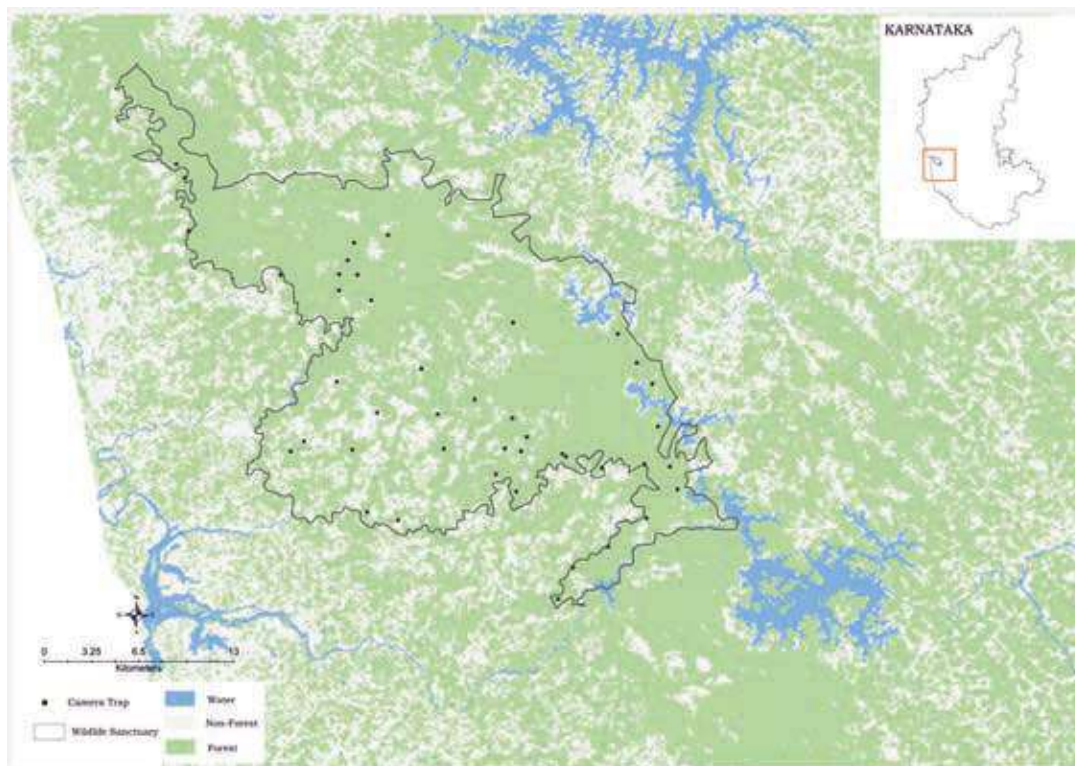 KARNATAKA
0 3.25 6.5 13
Kilometers
Camera Trap
Wildlife Sanctuary
Water
Non-Forest
Forest